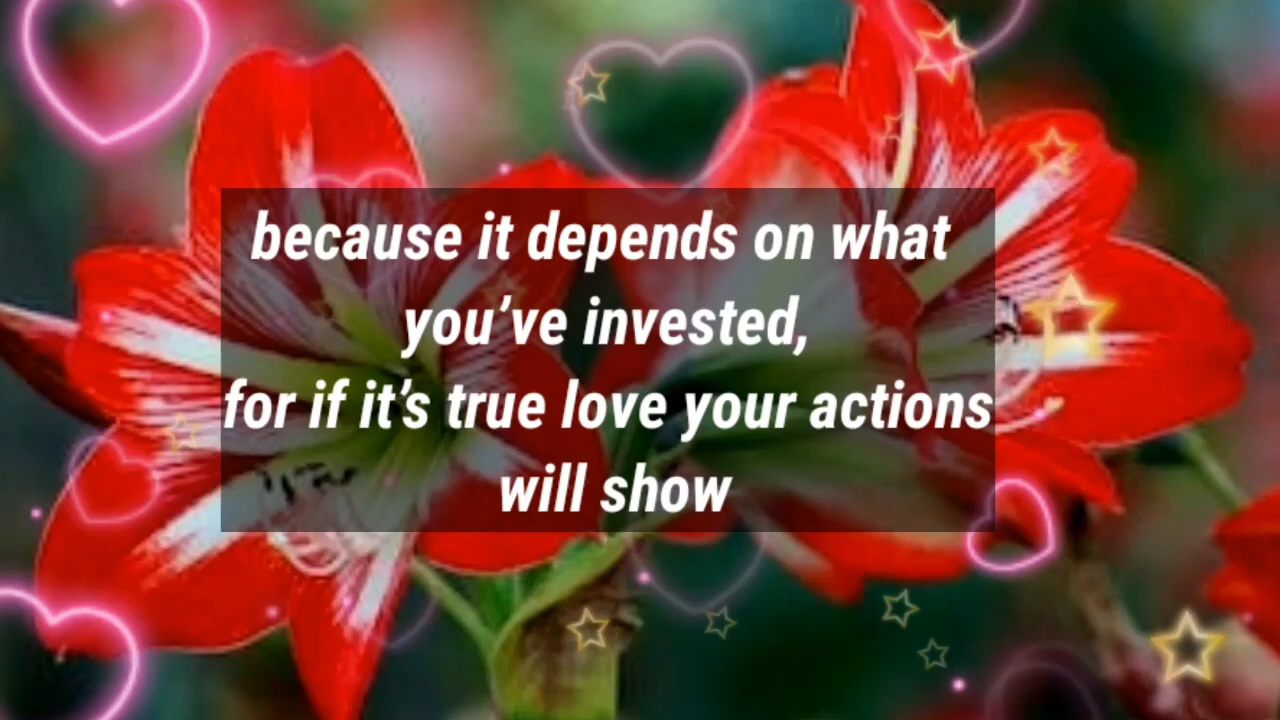 because it depends on what
you’ve invested,
for if it’s true love your actions
will show